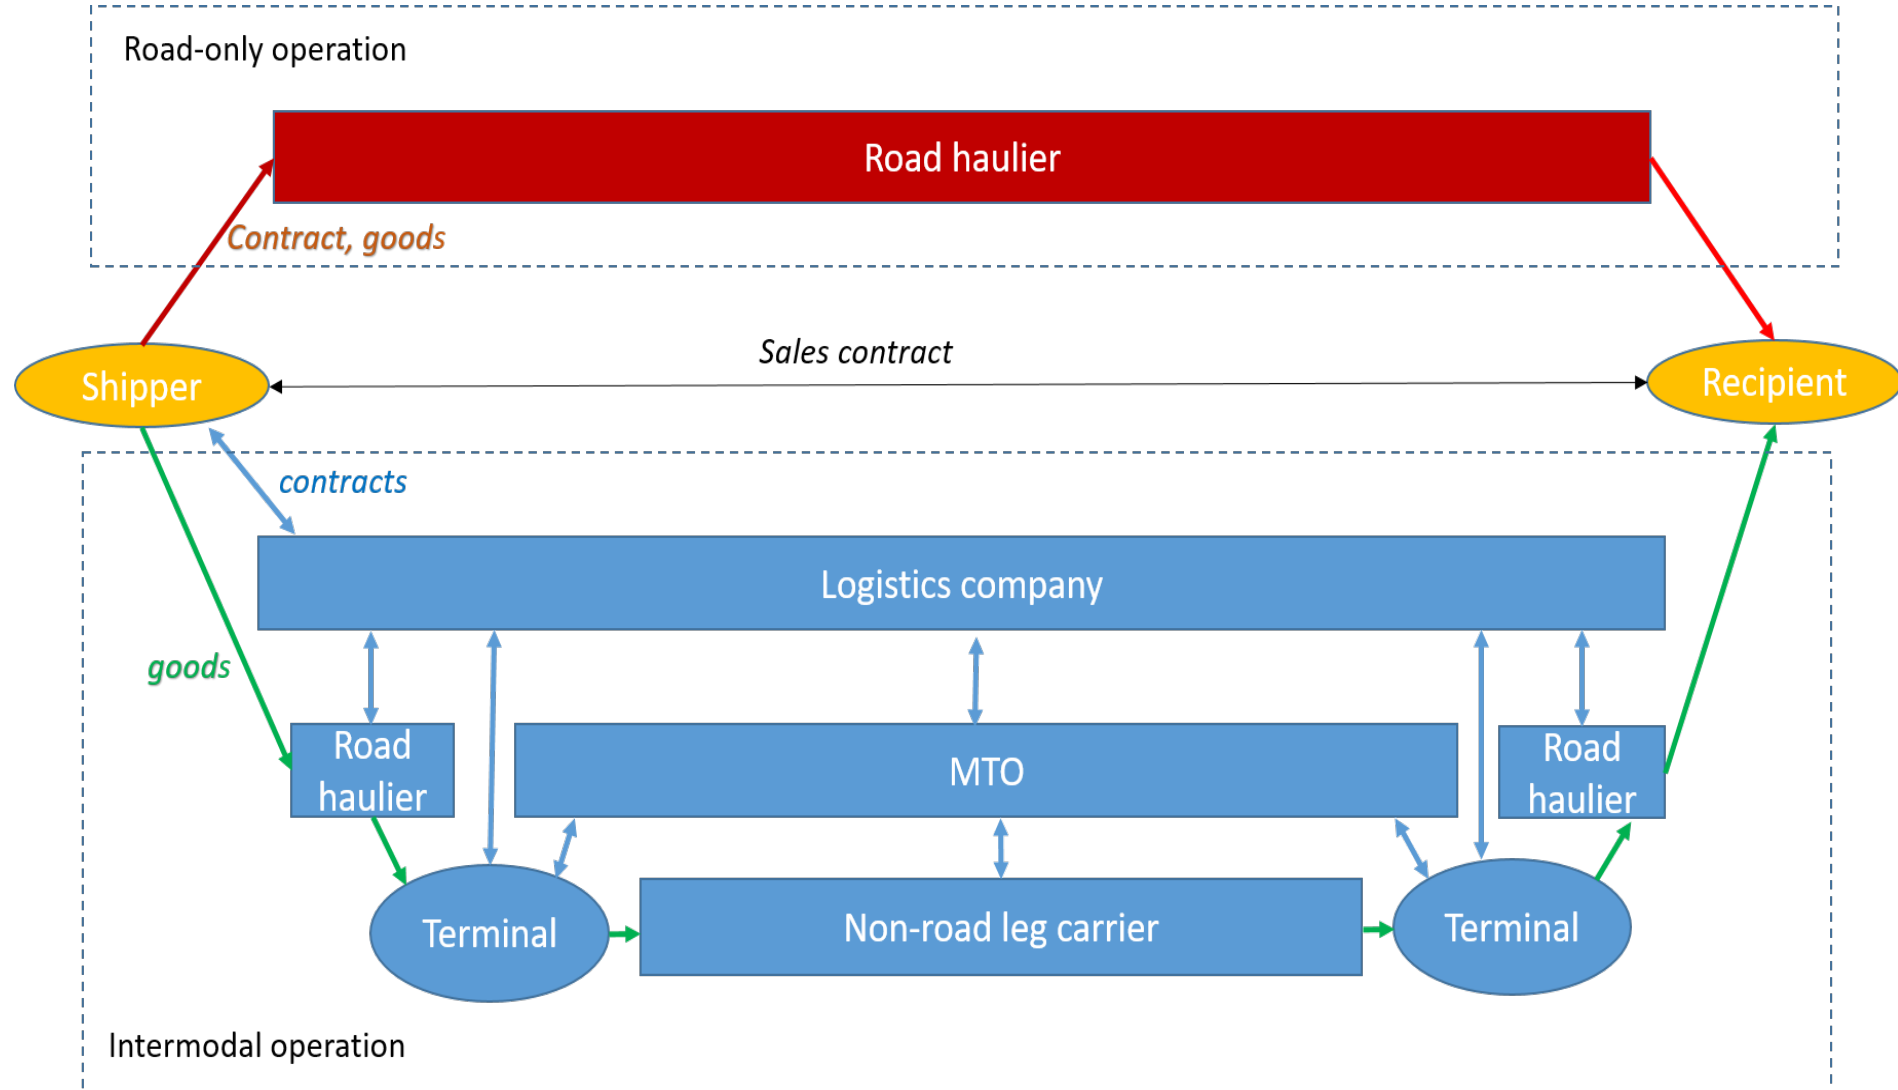 Road-only operation
Road haulier
Contract, goods
Sales contract
Shipper
Recipient
contracts
Logistics company
goods
Road
haulier
MTO
Road
haulier
Terminal
Non-road leg carrier
Terminal
Intermodal operation